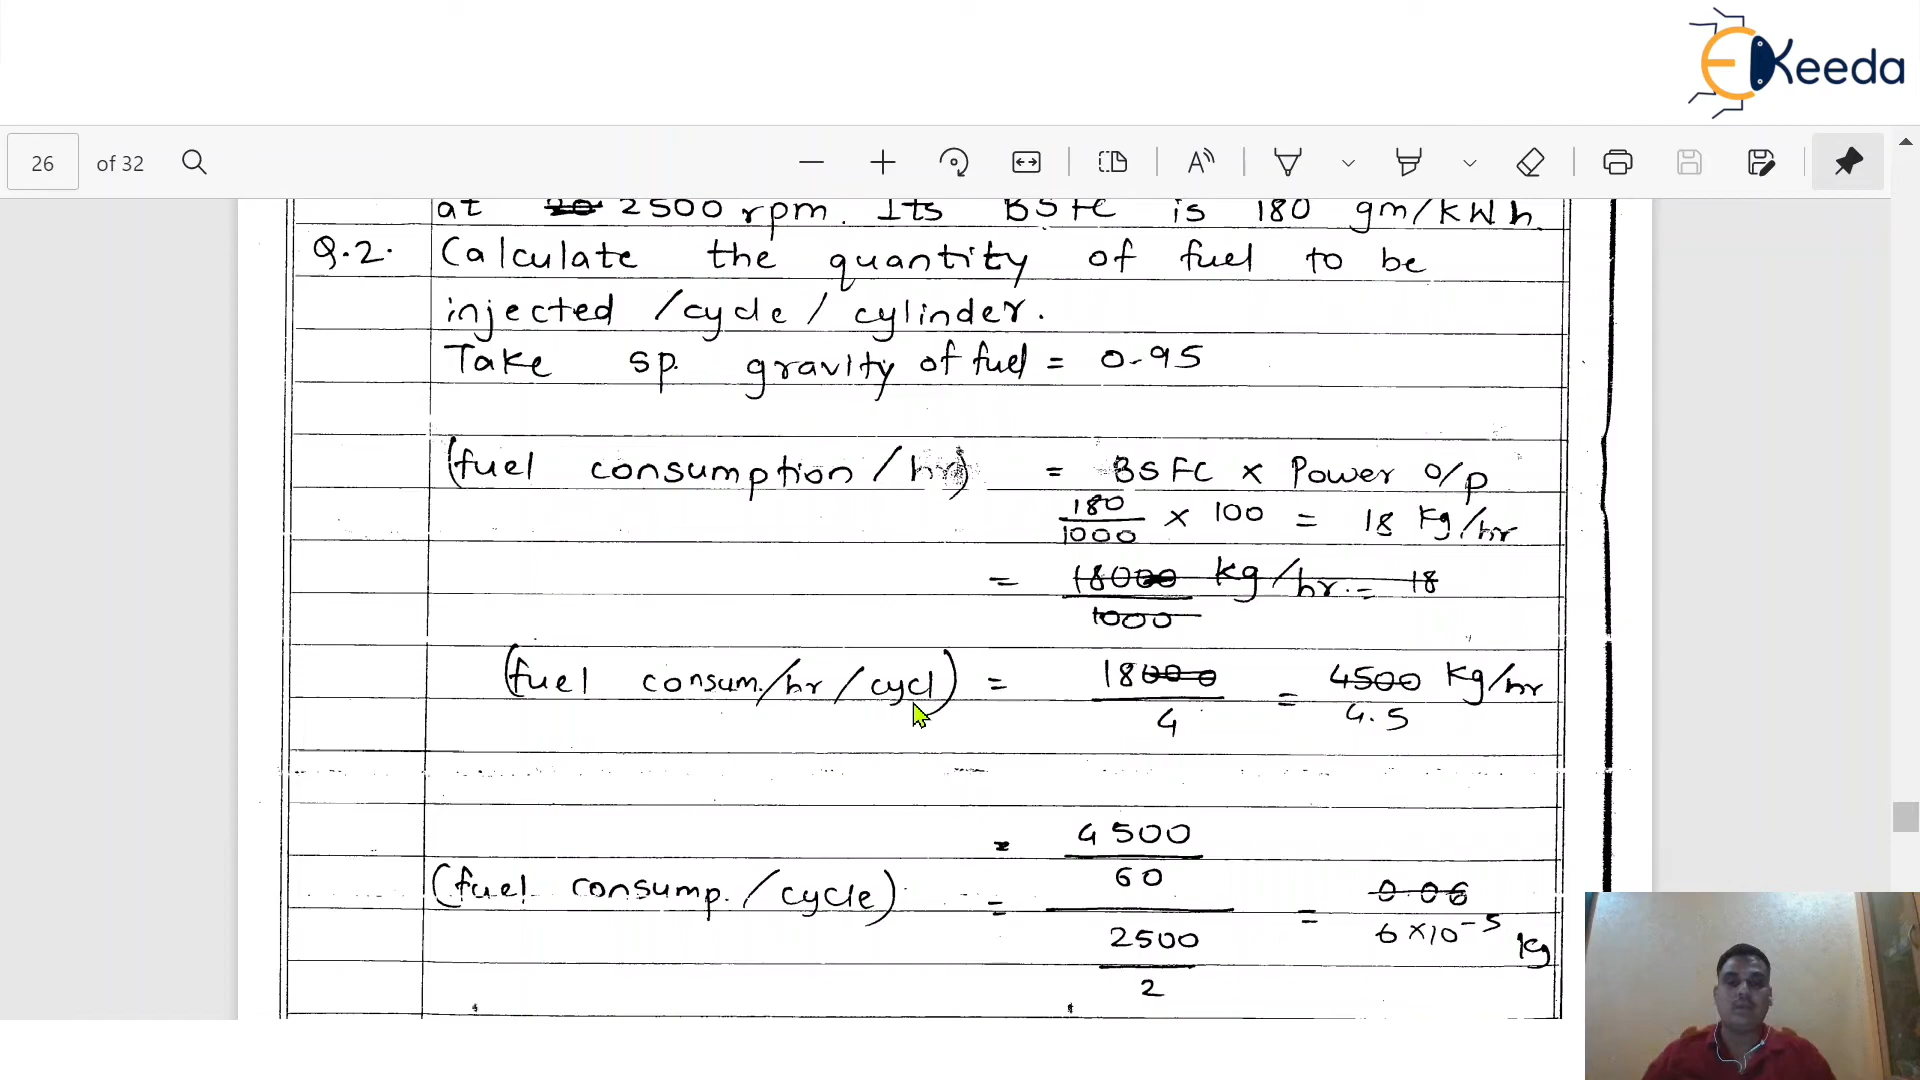 EKeeda
26 of 32
at 20 2500 rpm. Its BSFC is 180 gm/kWh.
Q.2. Calculate the quantity of fuel to be
injected /cycle/ cylinder.
Take sp. gravity of fuel = 0.95
(fuel consumption/hr) = BSFC × Power o/p
180/1000 × 100 = 18 Kg/hr
= 18000/1000 kg/hr. = 18
(fuel consum./hr/cycl) = 18000/4 = 4500 Kg/hr
4.5
= 4500
60
(fuel consump./cycle) = = 0.06
2500 6×10⁻⁵ Kg
2